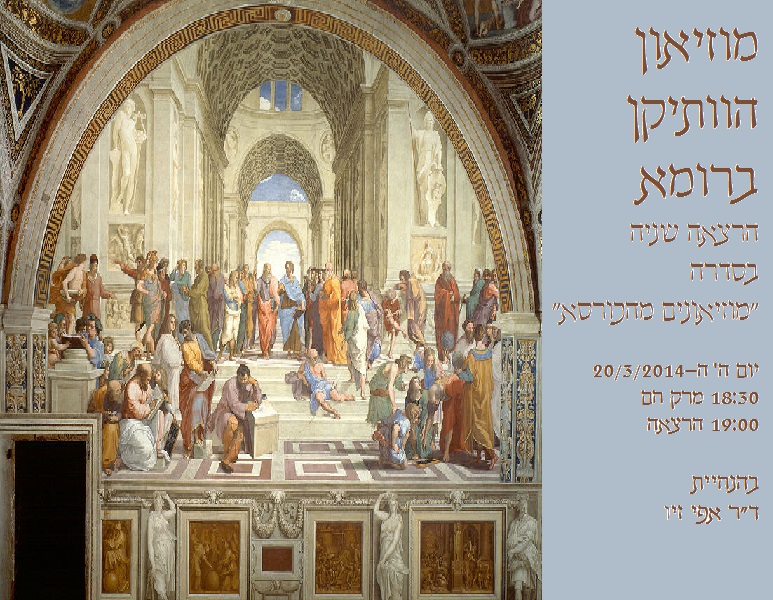 מוזיאון
הוותיקן
ברומא
הרצאה שניה
בסדרה
"מוזיאונים מהכורסא"
יום ה' ה–20/3/2014
18:30 מרק חם
19:00 הרצאה
בהנחיית
ד"ר אפי זיו